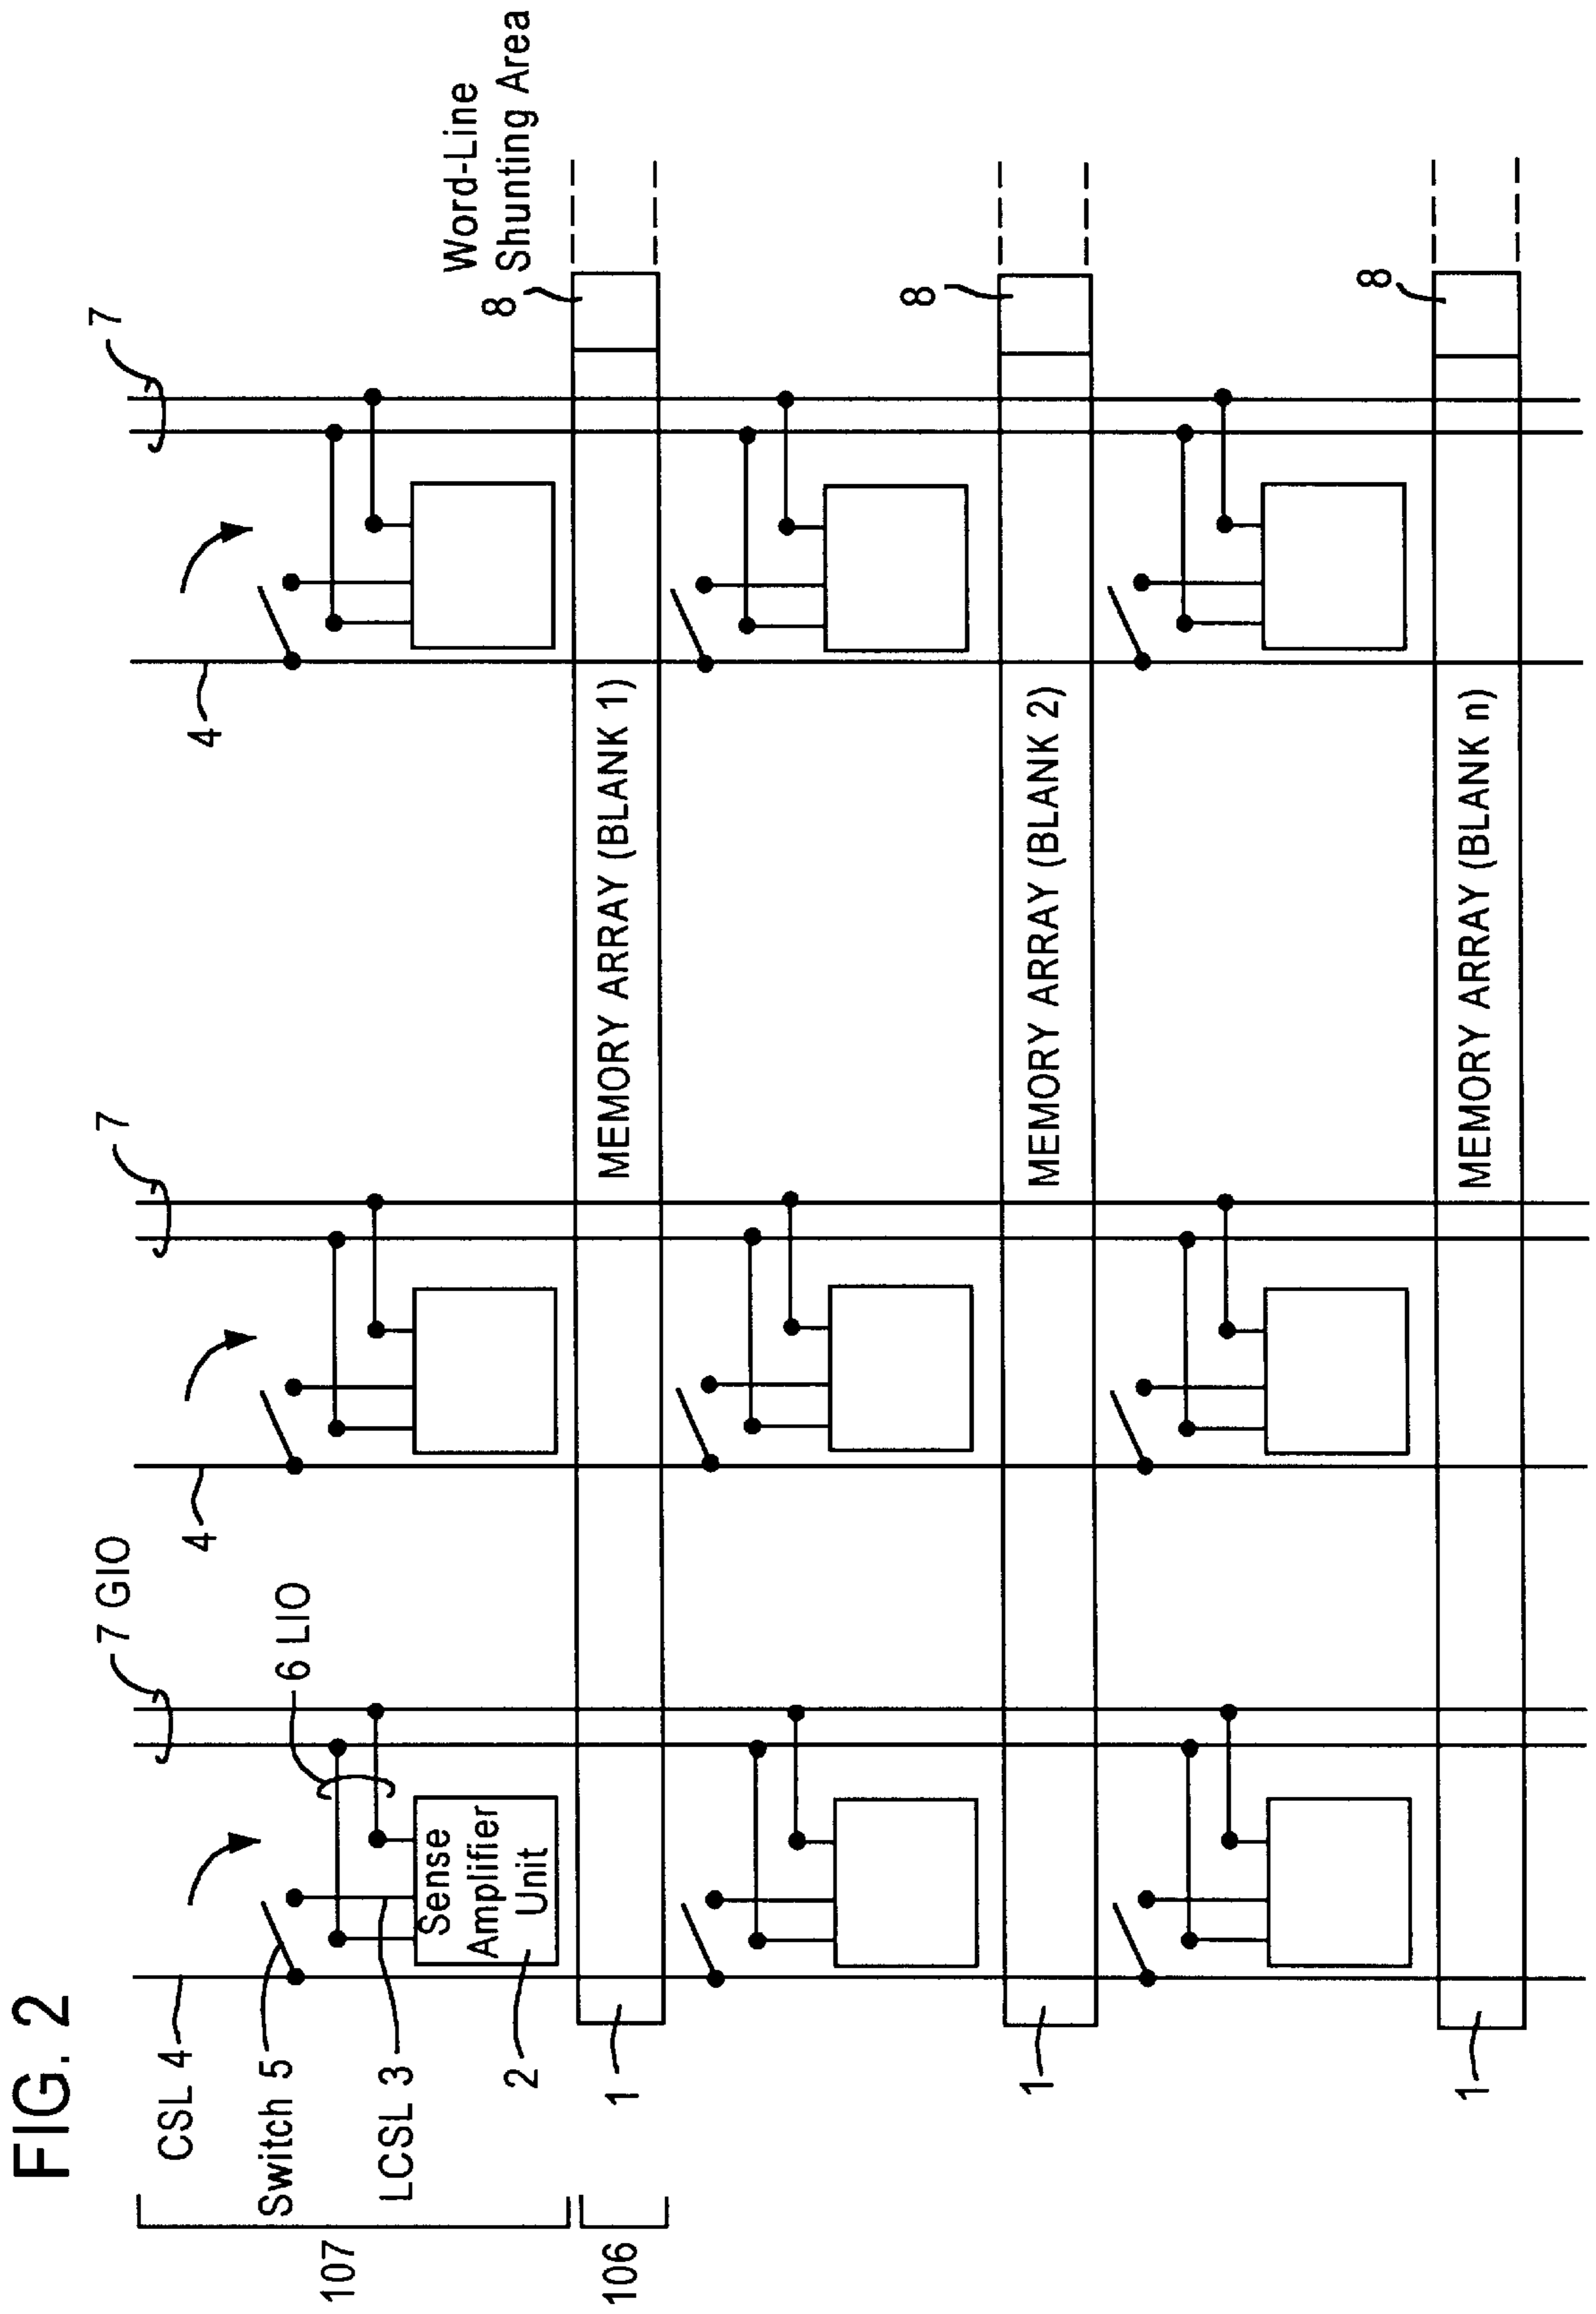 FIG. 2
7 GIO
7
7
CSL 4
4
4
6 LIO
Switch 5
LCSL 3
Sense
Amplifier
Unit
2
107
106
Word-Line
Shunting Area
8
1
MEMORY ARRAY (BLANK 1)
8
1
MEMORY ARRAY (BLANK 2)
8
1
MEMORY ARRAY (BLANK n)